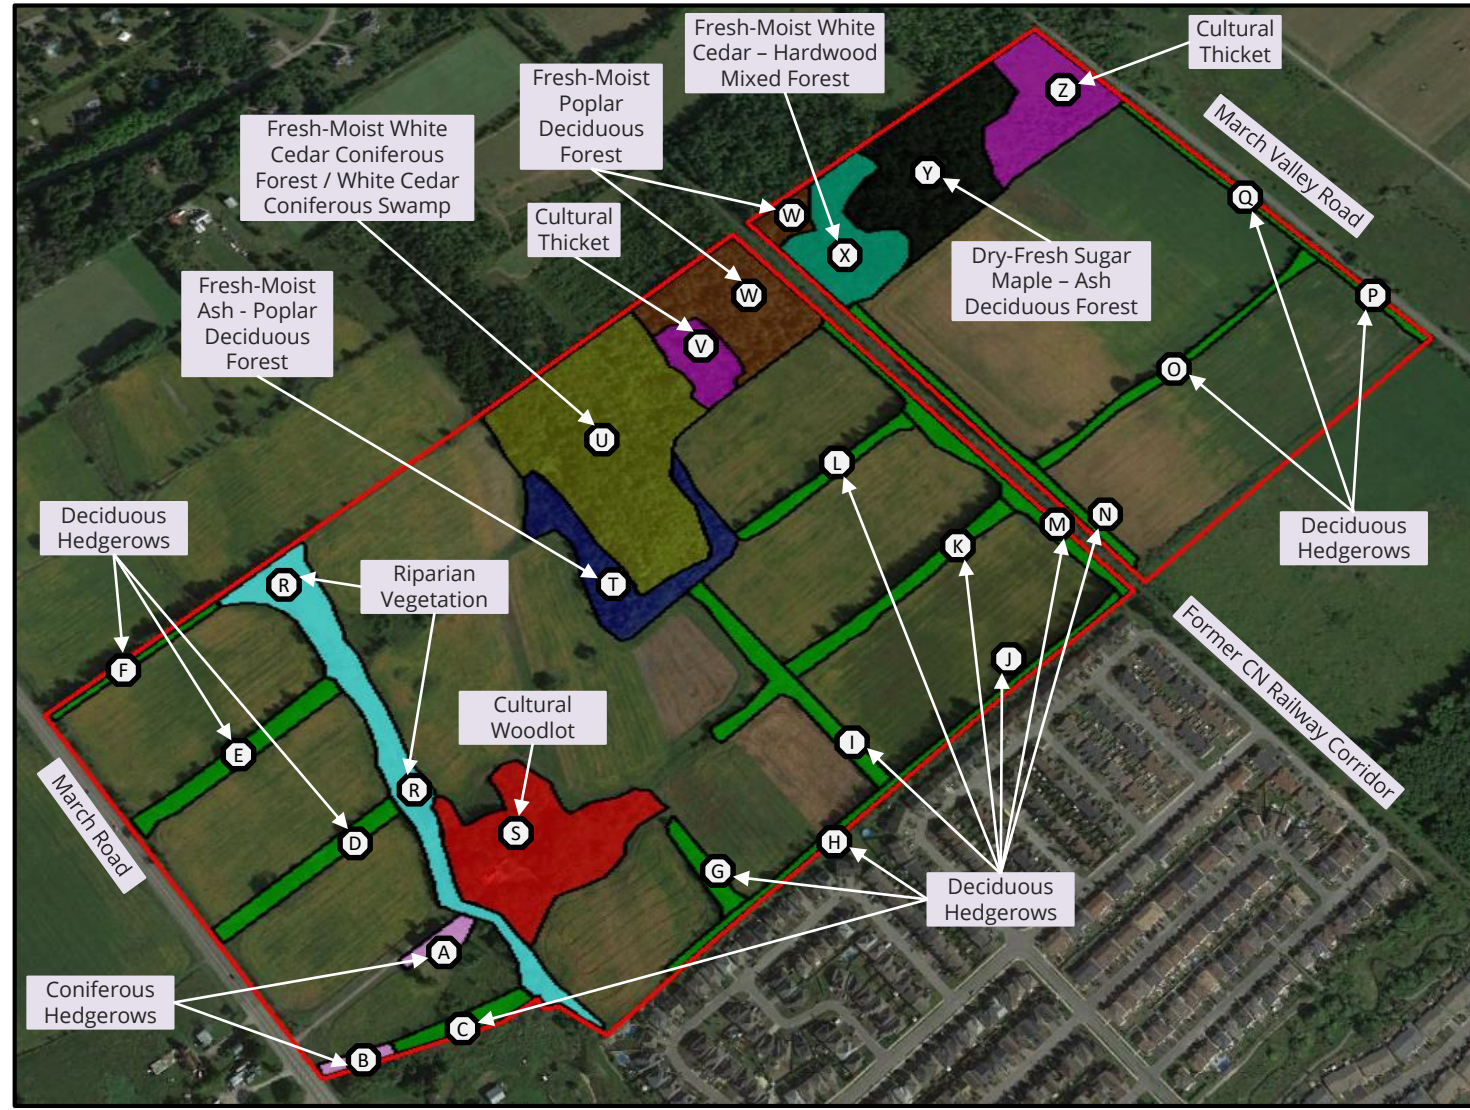 Fresh-Moist White
Cedar – Hardwood
Mixed Forest
Cultural
Thicket
Fresh-Moist
Poplar
Deciduous
Forest
Fresh-Moist White
Cedar Coniferous
Forest / White Cedar
Coniferous Swamp
Cultural
Thicket
Fresh-Moist
Ash - Poplar
Deciduous
Forest
Dry-Fresh Sugar
Maple – Ash
Deciduous Forest
March Valley Road
Z
Y
Q
W
X
W
P
V
O
U
L
M
N
K
T
Deciduous
Hedgerows
Deciduous
Hedgerows
Riparian
Vegetation
R
F
E
J
Former CN Railway Corridor
Cultural
Woodlot
I
March Road
R
S
D
H
G
Deciduous
Hedgerows
A
Coniferous
Hedgerows
C
B